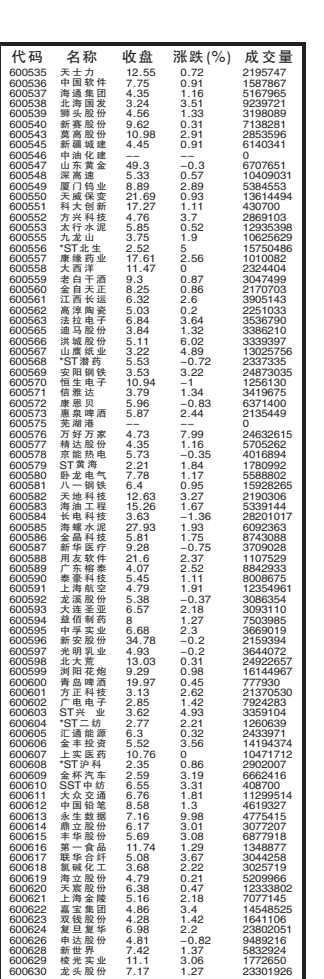 代码 名称 收盘 涨跌(%) 成交量
600535 天士力 12.55 0.72 2195747
600536 中国软件 7.75 0.91 1587867
600537 海通集团 4.35 1.16 5167965
600538 北海国发 3.24 3.51 9239721
600539 狮头股份 4.56 1.33 3198089
600540 新赛股份 9.62 0.31 7138281
600543 莫高股份 10.98 2.91 2853596
600545 新疆城建 4.45 0.91 6140341
600546 中油化建 −− −− 0
600547 山东黄金 49.3 −0.3 6707651
600548 深高速 5.33 0.57 10409031
600549 厦门钨业 8.89 2.89 5384553
600550 天威保变 21.69 0.93 13614494
600551 科大创新 17.27 1.11 430700
600552 方兴科技 4.76 3.7 2869103
600553 太行水泥 5.85 0.52 12935398
600555 九龙山 3.75 1.9 10625629
600556 *ST北生 2.52 5 15750486
600557 康缘药业 17.61 2.56 1010082
600558 大西洋 11.47 0 2324404
600559 老白干酒 9.3 0.87 3047499
600560 金自天正 8.25 0.86 2170703
600561 江西长运 6.32 2.6 3905143
600562 高淳陶瓷 5.03 0.2 2251033
600563 法拉电子 6.84 3.64 3536790
600565 迪马股份 3.84 1.32 3386210
600566 洪城股份 5.11 6.02 3339397
600567 山鹰纸业 3.22 4.89 13025756
600568 *ST潜药 5.53 −0.72 2337335
600569 安阳钢铁 3.53 3.22 24873035
600570 恒生电子 10.94 −1 1256130
600571 信雅达 3.79 1.34 3419675
600572 康恩贝 5.96 −0.83 6371400
600573 惠泉啤酒 5.87 2.44 2135449
600575 芜湖港 −− −− 0
600576 万好万家 4.73 7.99 24632615
600577 精达股份 4.35 1.16 5705262
600578 京能热电 5.73 −0.35 4016894
600579 ST黄海 2.21 1.84 1780992
600580 卧龙电气 7.78 1.17 5588802
600581 八一钢铁 6.4 0.95 15928265
600582 天地科技 12.63 3.27 2190306
600583 海油工程 15.26 1.67 5339144
600584 长电科技 3.63 −1.36 28201017
600585 海螺水泥 27.93 1.93 6092363
600586 金晶科技 5.81 1.75 8743088
600587 新华医疗 9.28 −0.75 3709028
600588 用友软件 21.6 2.37 1107529
600589 广东榕泰 4.07 2.52 8842933
600590 泰豪科技 5.45 1.11 8008675
600591 上海航空 4.79 1.91 12354961
600592 龙溪股份 5.38 −0.37 3086354
600593 大连圣亚 6.57 2.18 3093110
600594 益佰制药 8 1.27 7503985
600595 中孚实业 6.68 2.3 3669019
600596 新安股份 34.78 −0.2 2159394
600597 光明乳业 4.93 −0.2 3644072
600598 北大荒 13.03 0.31 24922657
600599 浏阳花炮 9.29 0.98 16144967
600600 青岛啤酒 19.97 0.45 777930
600601 方正科技 3.13 2.62 21370530
600602 广电电子 2.85 1.42 7924283
600603 ST兴 业 3.62 4.93 3359104
600604 *ST二纺 2.77 2.21 1260639
600605 汇通能源 6.3 0.32 2433971
600606 金丰投资 5.52 3.56 14194374
600607 上实医药 10.76 0 10471712
600608 *ST沪科 2.35 0.86 2902007
600609 金杯汽车 2.59 3.19 6662416
600610 SST中纺 6.55 3.31 408700
600611 大众交通 6.76 1.81 11299514
600612 中国铅笔 8.58 1.3 4619327
600613 永生数据 7.16 9.98 4775415
600614 鼎立股份 6.17 3.01 3077207
600615 丰华股份 5.69 3.08 6877918
600616 第一食品 11.74 1.29 1348877
600617 联华合纤 5.08 3.67 3044258
600618 氯碱化工 3.68 2.22 3025719
600619 海立股份 4.79 0.21 5209966
600620 天宸股份 6.38 0.47 12333802
600621 上海金陵 5.16 2.18 7077145
600622 嘉宝集团 4.86 3.4 14548525
600623 双钱股份 4.28 1.42 1641106
600624 复旦复华 6.98 2.2 23802051
600626 申达股份 4.81 −0.82 9489216
600628 新世界 7.42 1.37 5832924
600629 棱光实业 11.1 3.06 1772650
600630 龙头股份 7.17 1.27 23301926